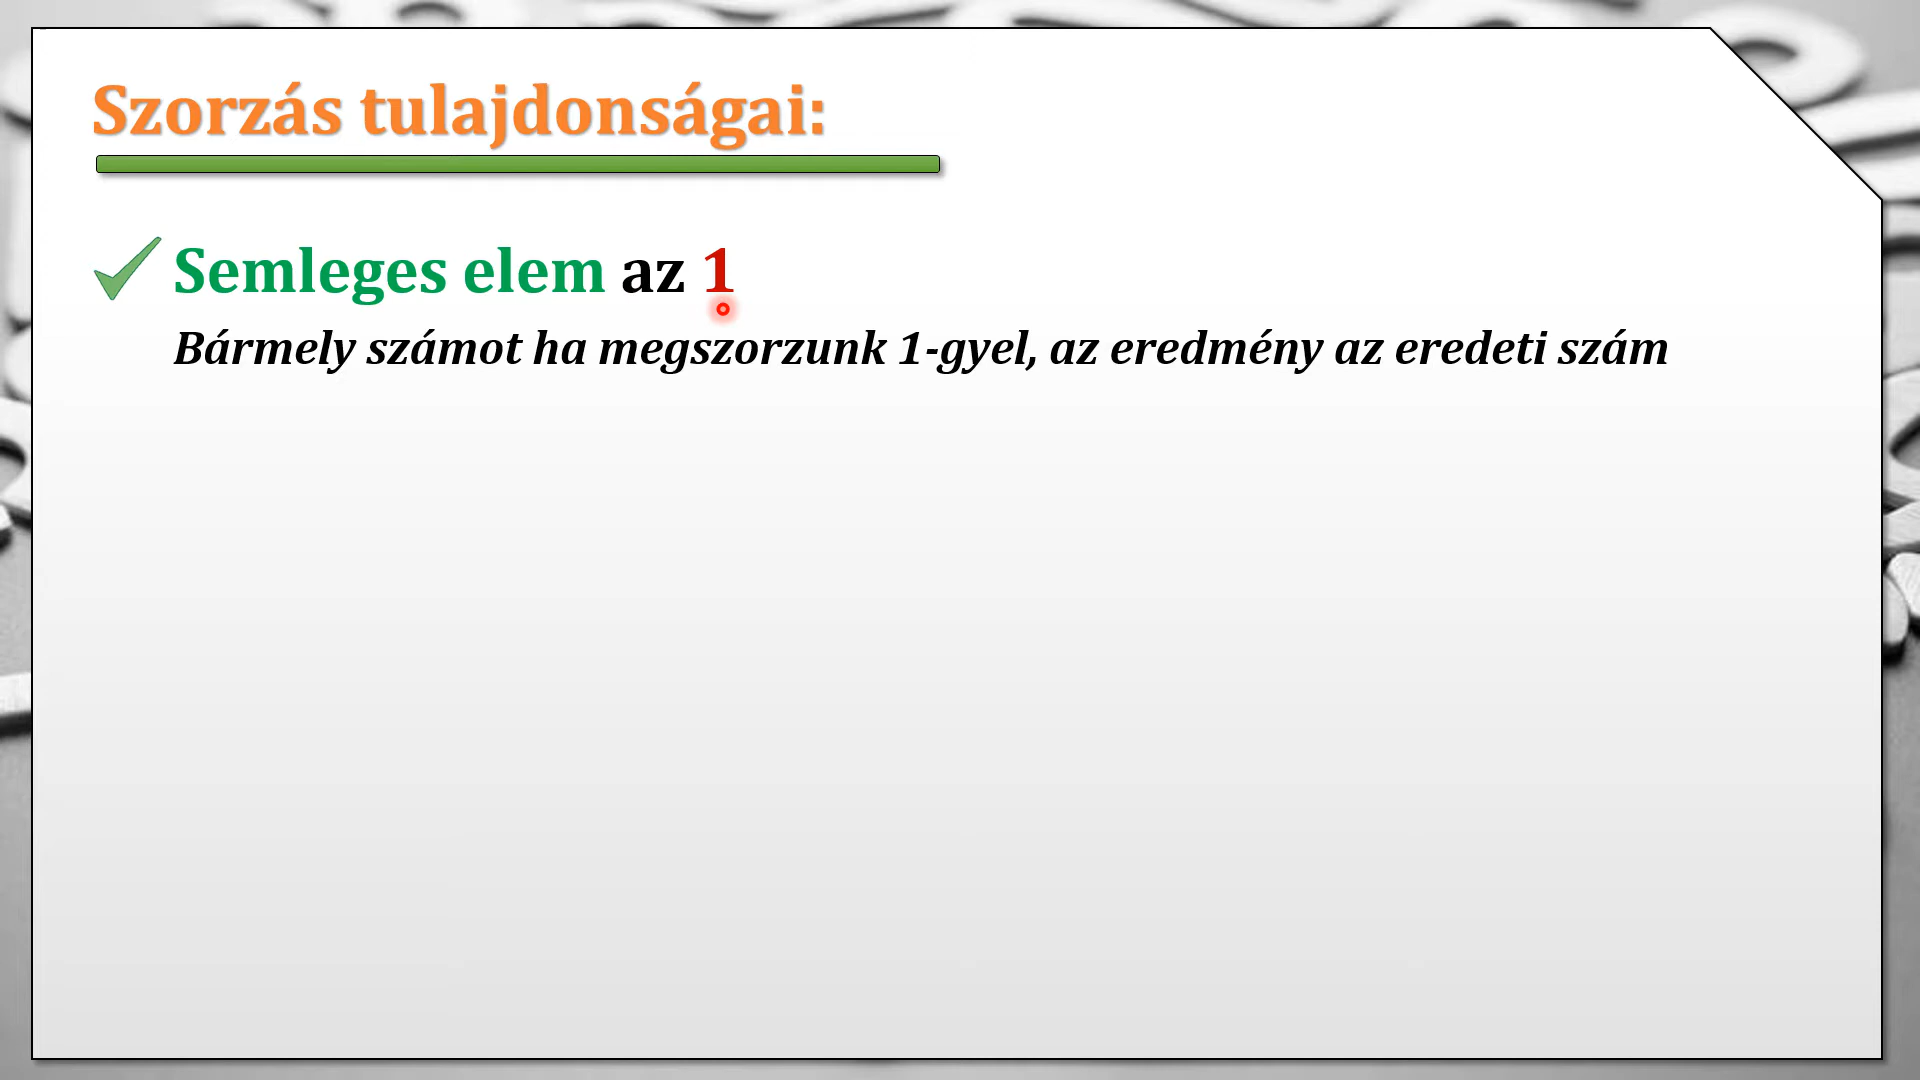 Szorzás tulajdonságai:
Semleges elem az 1
Bármely számot ha megszorzunk 1-gyel, az eredmény az eredeti szám